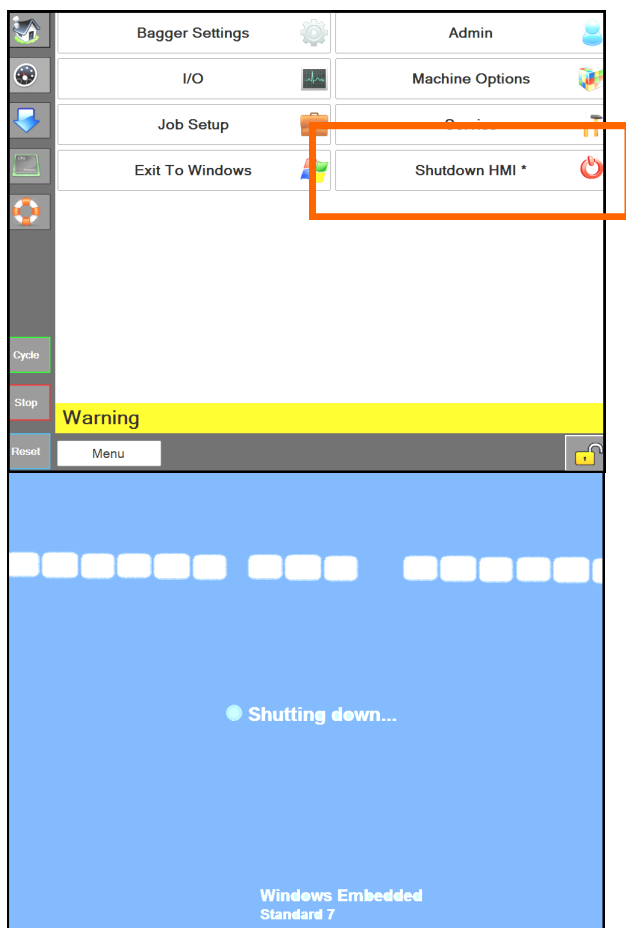 Bagger Settings
Admin
I/O
Machine Options
Job Setup
Exit To Windows
Shutdown HMI *
Cycle
Stop
Warning
Reset
Menu
Shutting down...
Windows Embedded
Standard 7